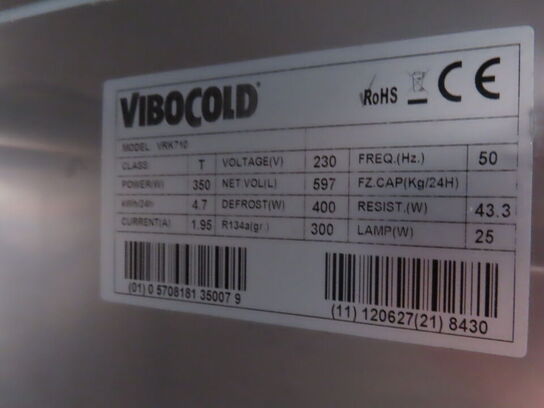 VIBOCOLD
RoHS CE
MODEL VRK710
CLASS T VOLTAGE(V) 230 FREQ.(Hz.) 50
POWER(W) 350 NET VOL(L) 597 FZ.CAP(Kg/24H)
kWh/24h 4.7 DEFROST(W) 400 RESIST.(W) 43.3
CURRENT(A) 1.95 R134a(gr.) 300 LAMP(W) 25
(01) 0 5708181 35007 9
(11) 120627(21) 8430